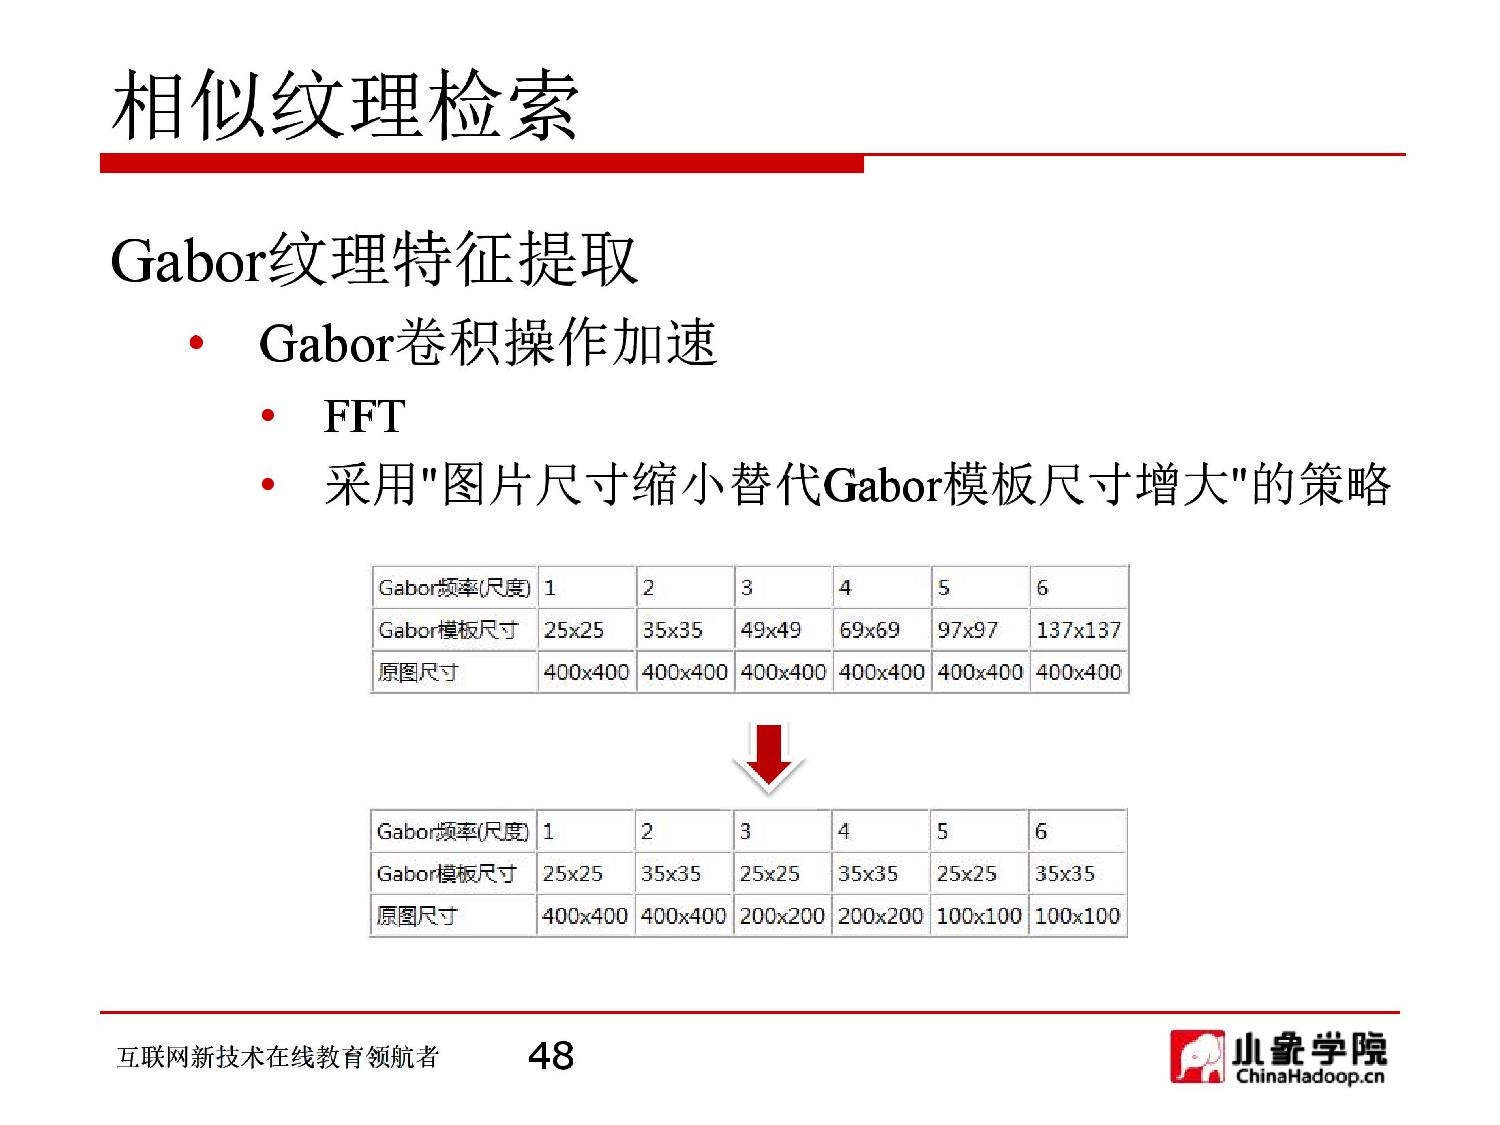 相似纹理检索
Gabor纹理特征提取
• Gabor卷积操作加速
• FFT
• 采用"图片尺寸缩小替代Gabor模板尺寸增大"的策略
Gabor频率(尺度) 1 2 3 4 5 6
Gabor模板尺寸 25x25 35x35 49x49 69x69 97x97 137x137
原图尺寸 400x400 400x400 400x400 400x400 400x400 400x400
Gabor频率(尺度) 1 2 3 4 5 6
Gabor模板尺寸 25x25 35x35 25x25 35x35 25x25 35x35
原图尺寸 400x400 400x400 200x200 200x200 100x100 100x100
互联网新技术在线教育领航者 48
小象学院
ChinaHadoop.cn